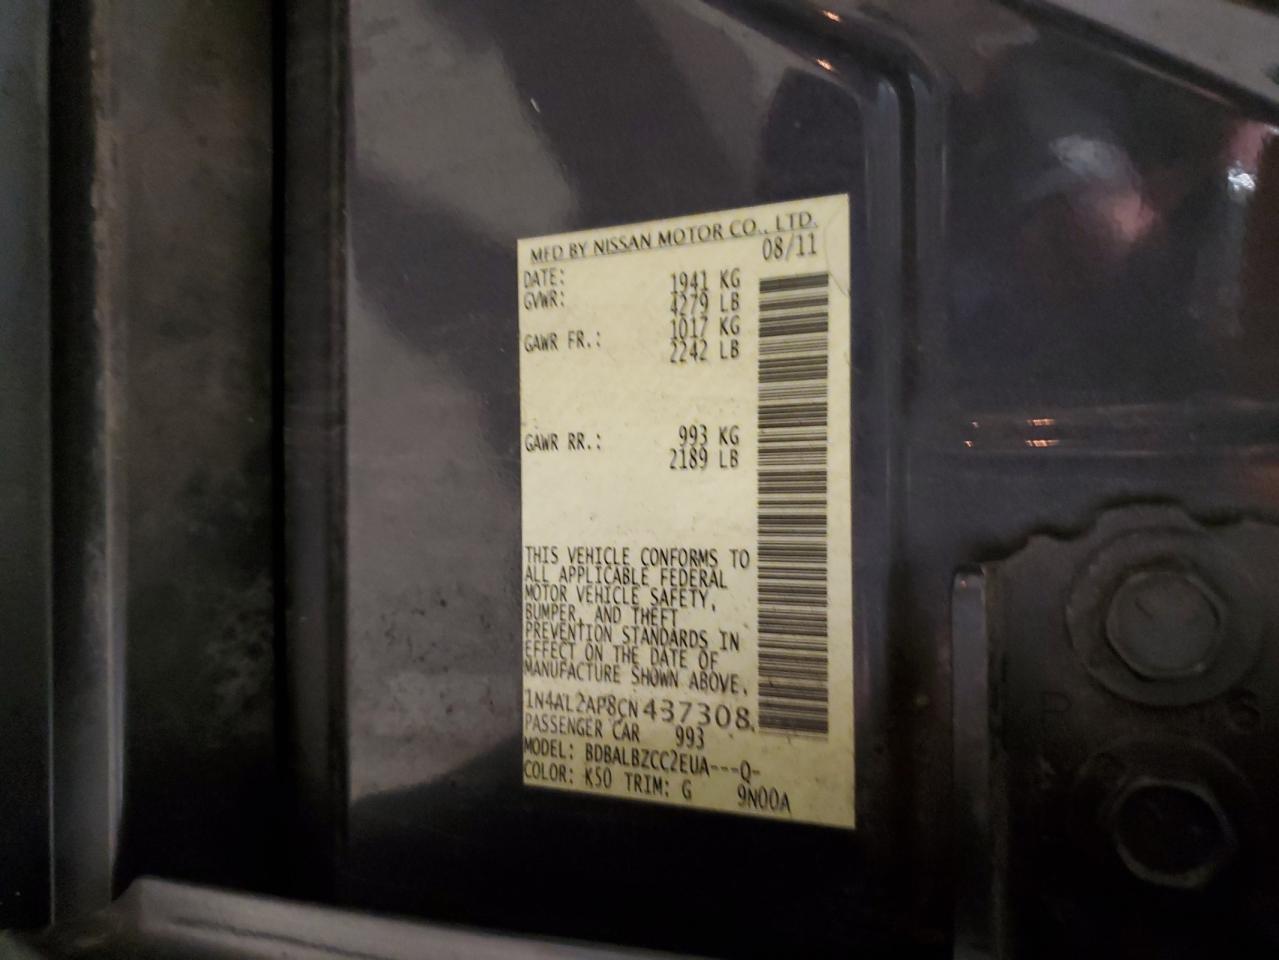 MFD BY NISSAN MOTOR CO., LTD.
DATE: 08/11
GVWR: 1941 KG
4279 LB
GAWR FR.: 1017 KG
2242 LB
GAWR RR.: 993 KG
2189 LB
THIS VEHICLE CONFORMS TO
ALL APPLICABLE FEDERAL
MOTOR VEHICLE SAFETY,
BUMPER, AND THEFT
PREVENTION STANDARDS IN
EFFECT ON THE DATE OF
MANUFACTURE SHOWN ABOVE.
1N4AL2AP8CN437308.
PASSENGER CAR 993
MODEL: BDBALBZCC2EUA---Q-
COLOR: K50 TRIM: G 9N00A